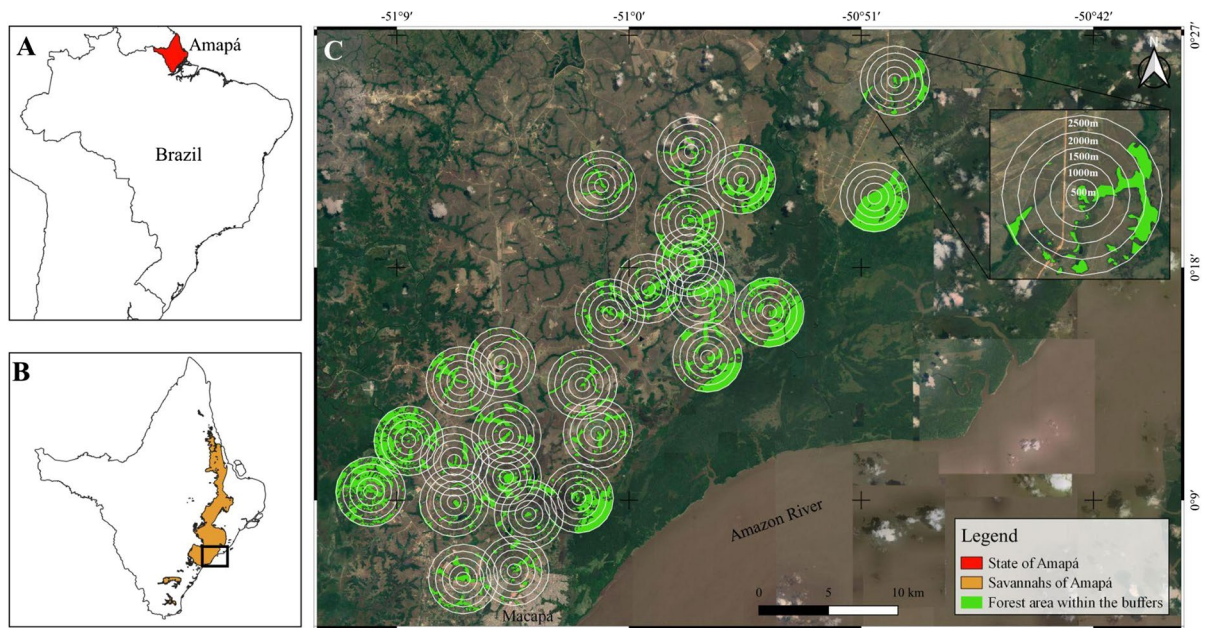 A
Amapá
Brazil
B
C
-51°9'
-51°0'
-50°51'
-50°42'
0°27'
0°18'
0°9'
N
2500m
2000m
1500m
1000m
500m
Amazon River
Macapá
0
5
10 km
Legend
State of Amapá
Savannahs of Amapá
Forest area within the buffers